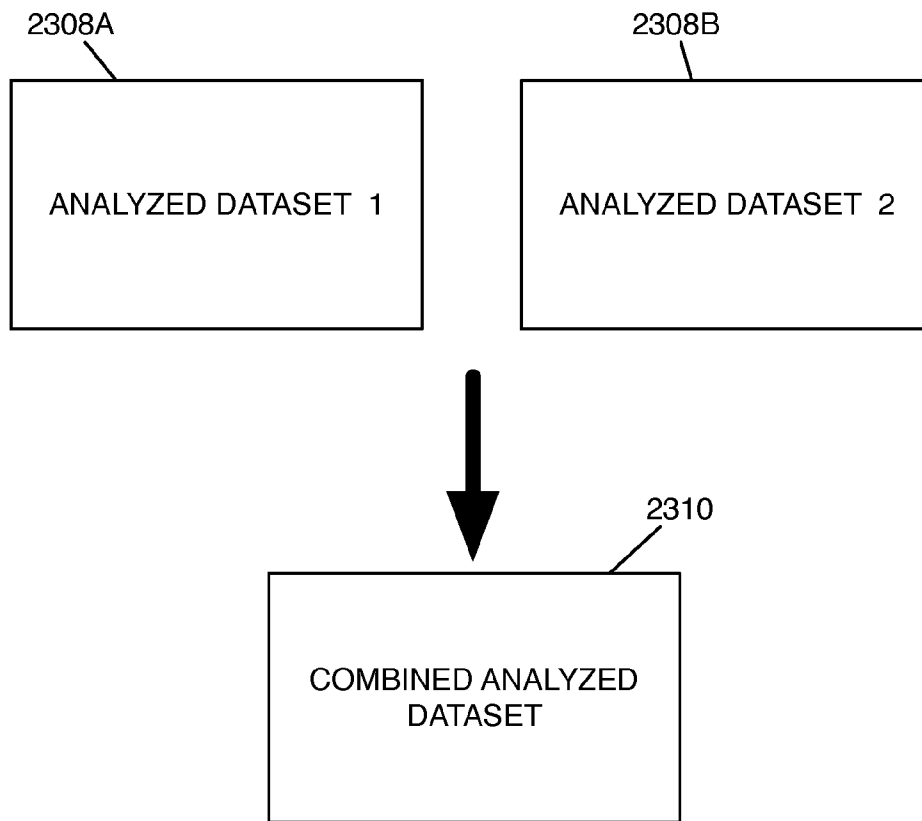 2308A
2308B
ANALYZED DATASET 1
ANALYZED DATASET 2
2310
COMBINED ANALYZED
DATASET